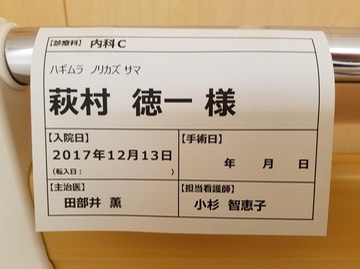 【診療科】 内科C
ハギムラ ノリカズ サマ
萩村 徳一 様
【入院日】
2017年12月13日
(転入日: )
【手術日】
年 月 日
【主治医】
田部井 薫
【担当看護師】
小杉 智恵子